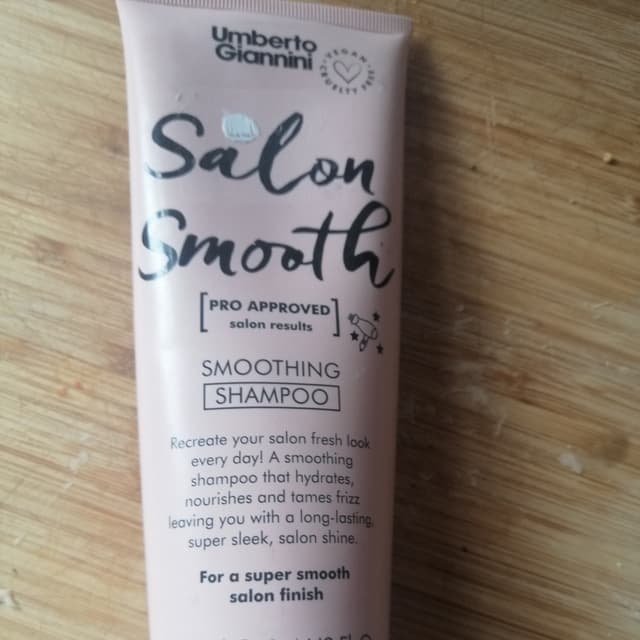 Umberto
Giannini
VEGAN
CRUELTY FREE
Salon
Smooth
[PRO APPROVED
salon results]
SMOOTHING
SHAMPOO
Recreate your salon fresh look
every day! A smoothing
shampoo that hydrates,
nourishes and tames frizz
leaving you with a long-lasting,
super sleek, salon shine.
For a super smooth
salon finish